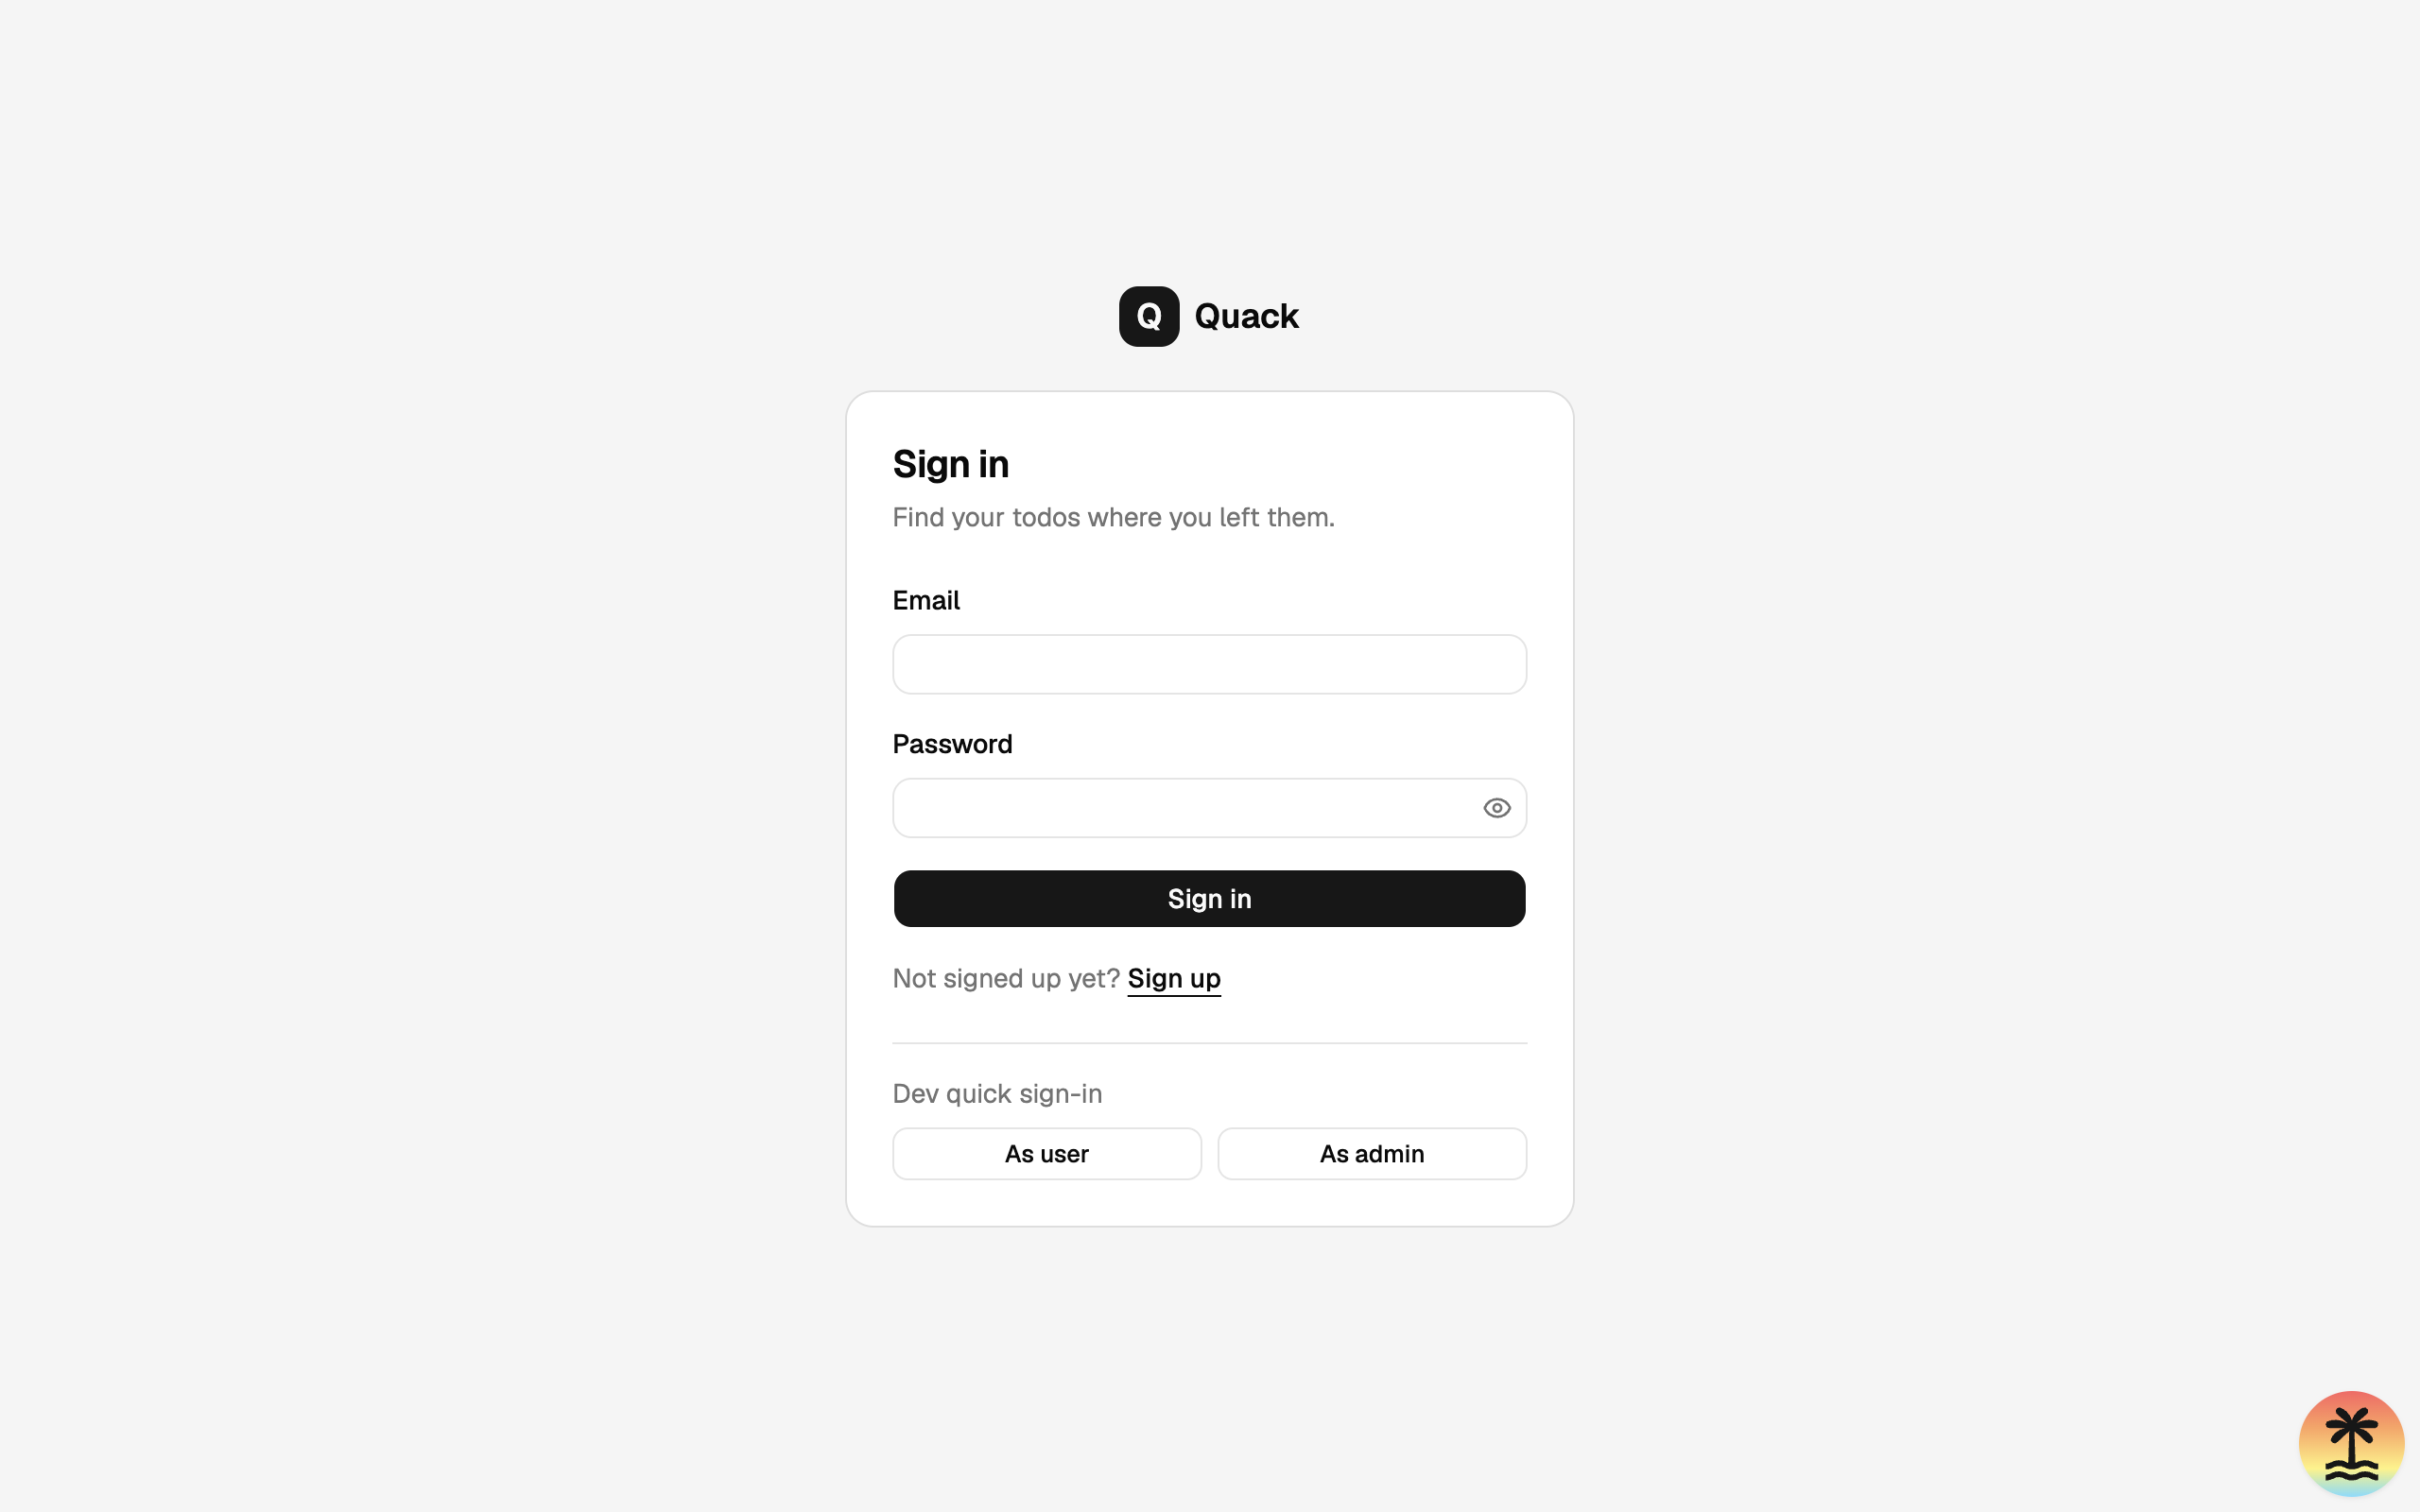 Q Quack
Sign in
Find your todos where you left them.
Email
Password
Sign in
Not signed up yet? Sign up
Dev quick sign-in
As user
As admin